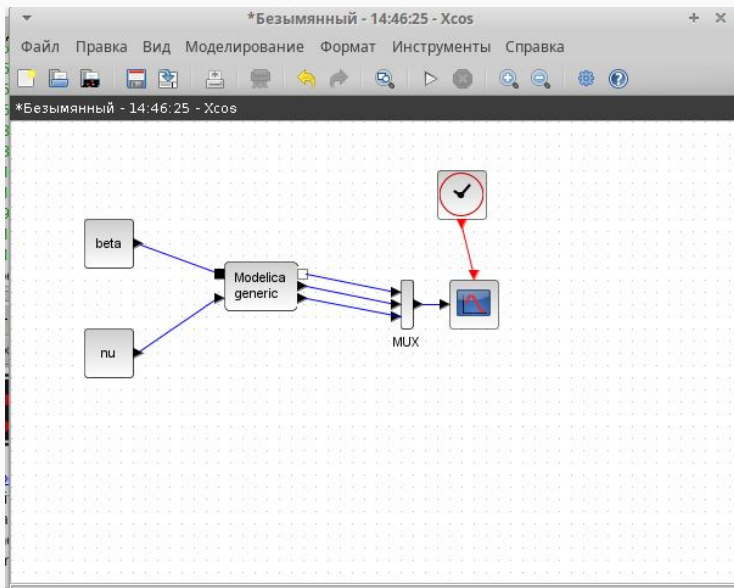 *Безымянный - 14:46:25 - Xcos
Файл Правка Вид Моделирование Формат Инструменты Справка
*Безымянный - 14:46:25 - Xcos
beta
Modelica
generic
nu
MUX